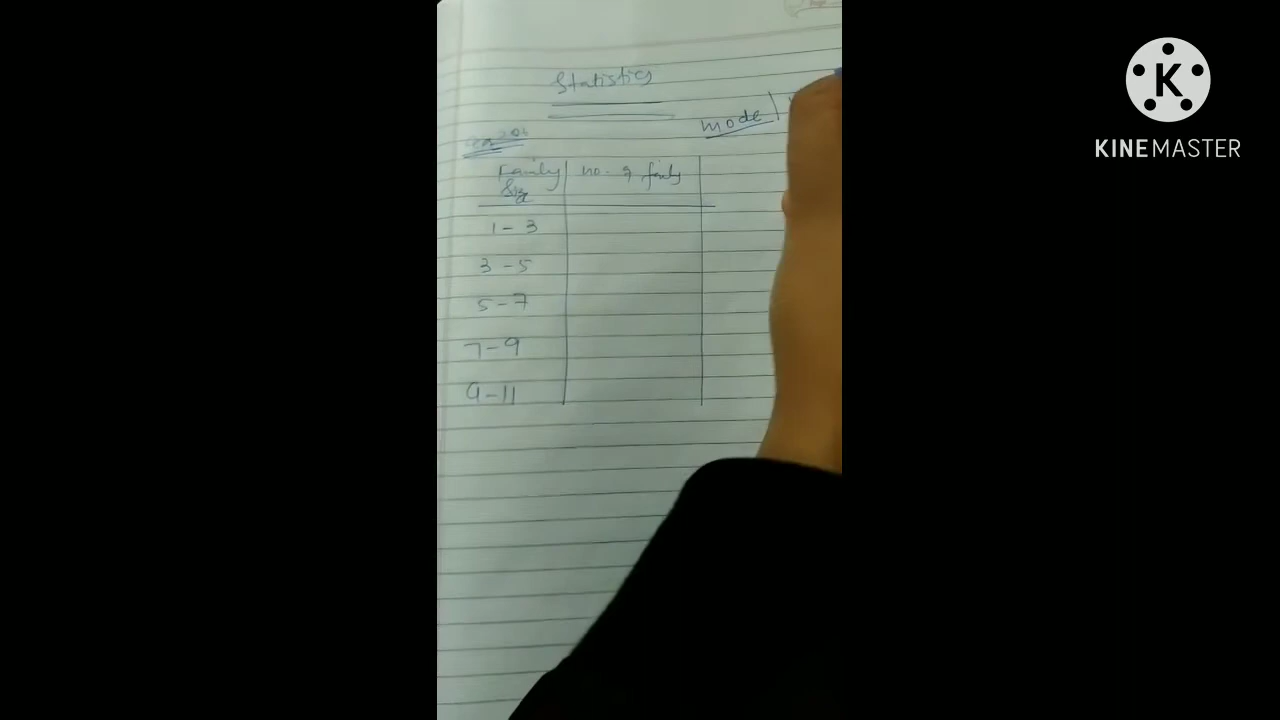 Statistics
mode
Family no. of family
Size
1 - 3
3 - 5
5 - 7
7 - 9
9 - 11
K
KINEMASTER